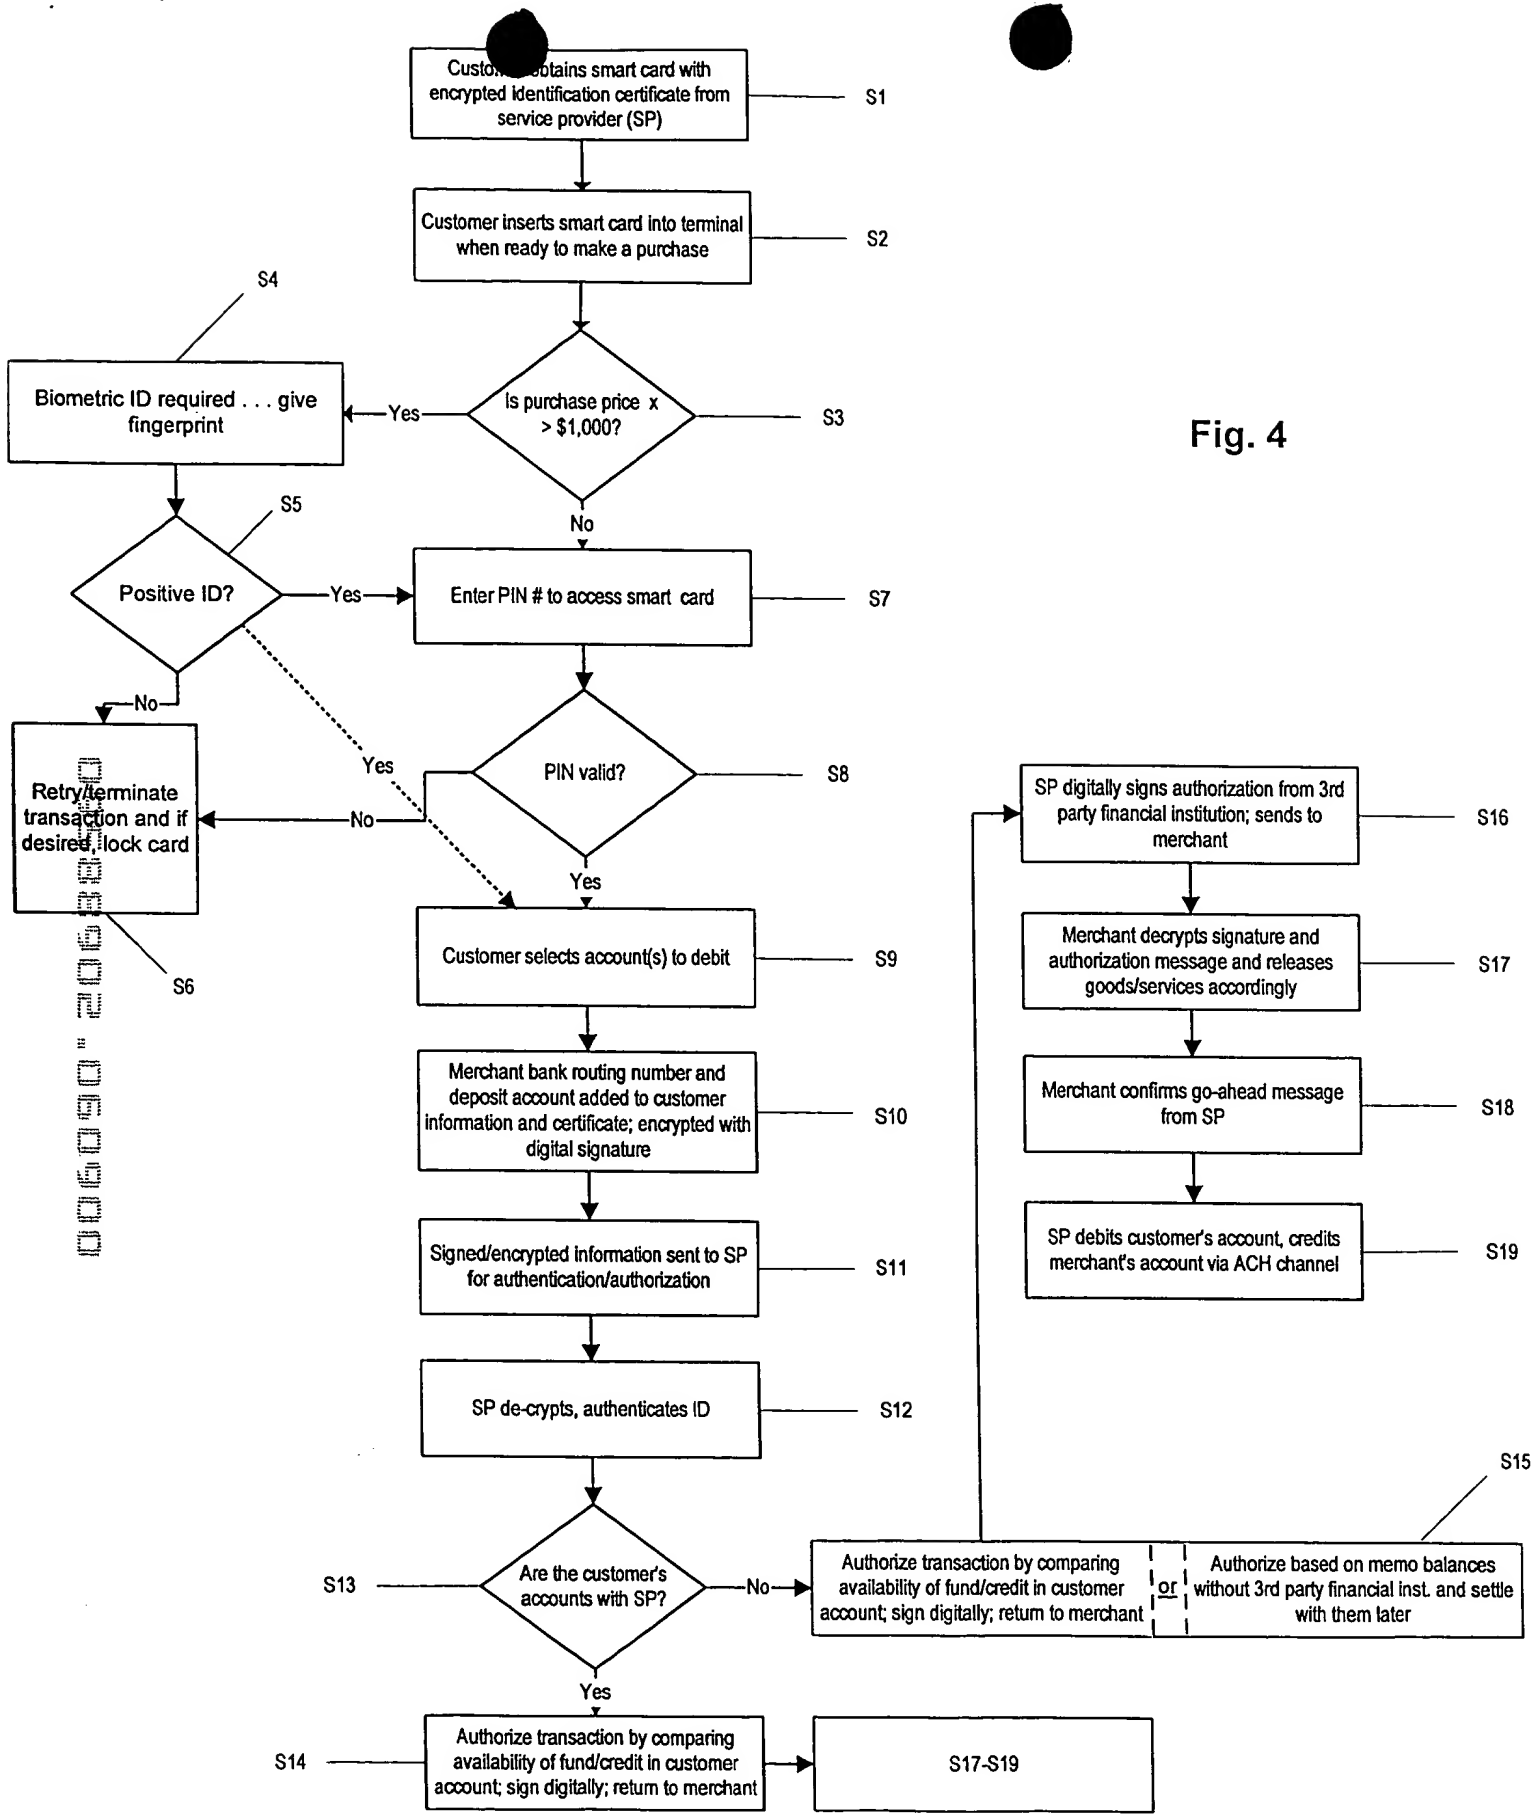 Customer obtains smart card with
encrypted identification certificate from
service provider (SP)
S1
Customer inserts smart card into terminal
when ready to make a purchase
S2
Is purchase price x
> $1,000?
S3
Yes
No
S4
Biometric ID required . . . give
fingerprint
Fig. 4
S5
Positive ID?
Yes
No
Yes
Retry/terminate
transaction and if
desired, lock card
S6
Enter PIN # to access smart card
S7
PIN valid?
S8
No
Yes
Customer selects account(s) to debit
S9
Merchant bank routing number and
deposit account added to customer
information and certificate; encrypted with
digital signature
S10
Signed/encrypted information sent to SP
for authentication/authorization
S11
SP de-crypts, authenticates ID
S12
Are the customer's
accounts with SP?
S13
No
Yes
Authorize transaction by comparing
availability of fund/credit in customer
account; sign digitally; return to merchant
S14
S17-S19
Authorize transaction by comparing
availability of fund/credit in customer
account; sign digitally; return to merchant
or
Authorize based on memo balances
without 3rd party financial inst. and settle
with them later
S15
SP digitally signs authorization from 3rd
party financial institution; sends to
merchant
S16
Merchant decrypts signature and
authorization message and releases
goods/services accordingly
S17
Merchant confirms go-ahead message
from SP
S18
SP debits customer's account, credits
merchant's account via ACH channel
S19